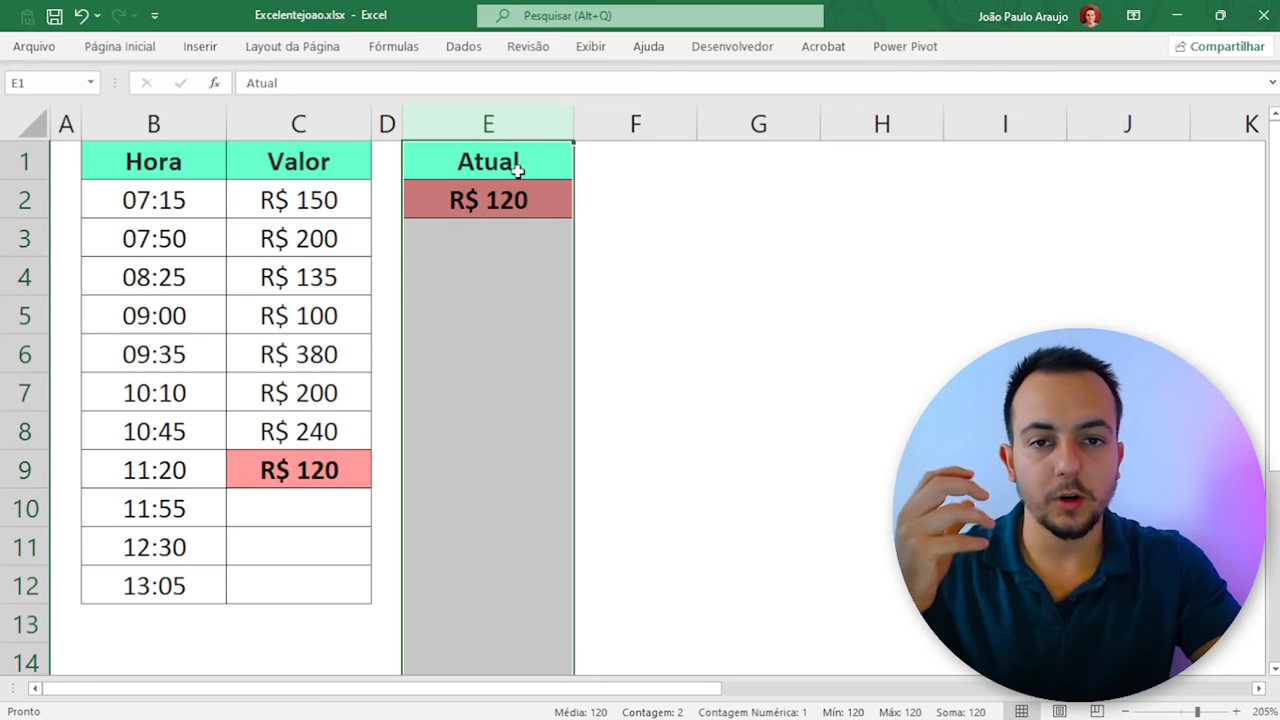 Excelentejoao.xlsx - Excel
Pesquisar (Alt+Q)
João Paulo Araujo
Arquivo Página Inicial Inserir Layout da Página Fórmulas Dados Revisão Exibir Ajuda Desenvolvedor Acrobat Power Pivot Compartilhar
E1 fx Atual
A B C D E F G H I J K
1 Hora Valor Atual
2 07:15 R$ 150 R$ 120
3 07:50 R$ 200
4 08:25 R$ 135
5 09:00 R$ 100
6 09:35 R$ 380
7 10:10 R$ 200
8 10:45 R$ 240
9 11:20 R$ 120
10 11:55
11 12:30
12 13:05
13
14
Pronto Média: 120 Contagem: 2 Contagem Numérica: 1 Mín: 120 Máx: 120 Soma: 120 205%